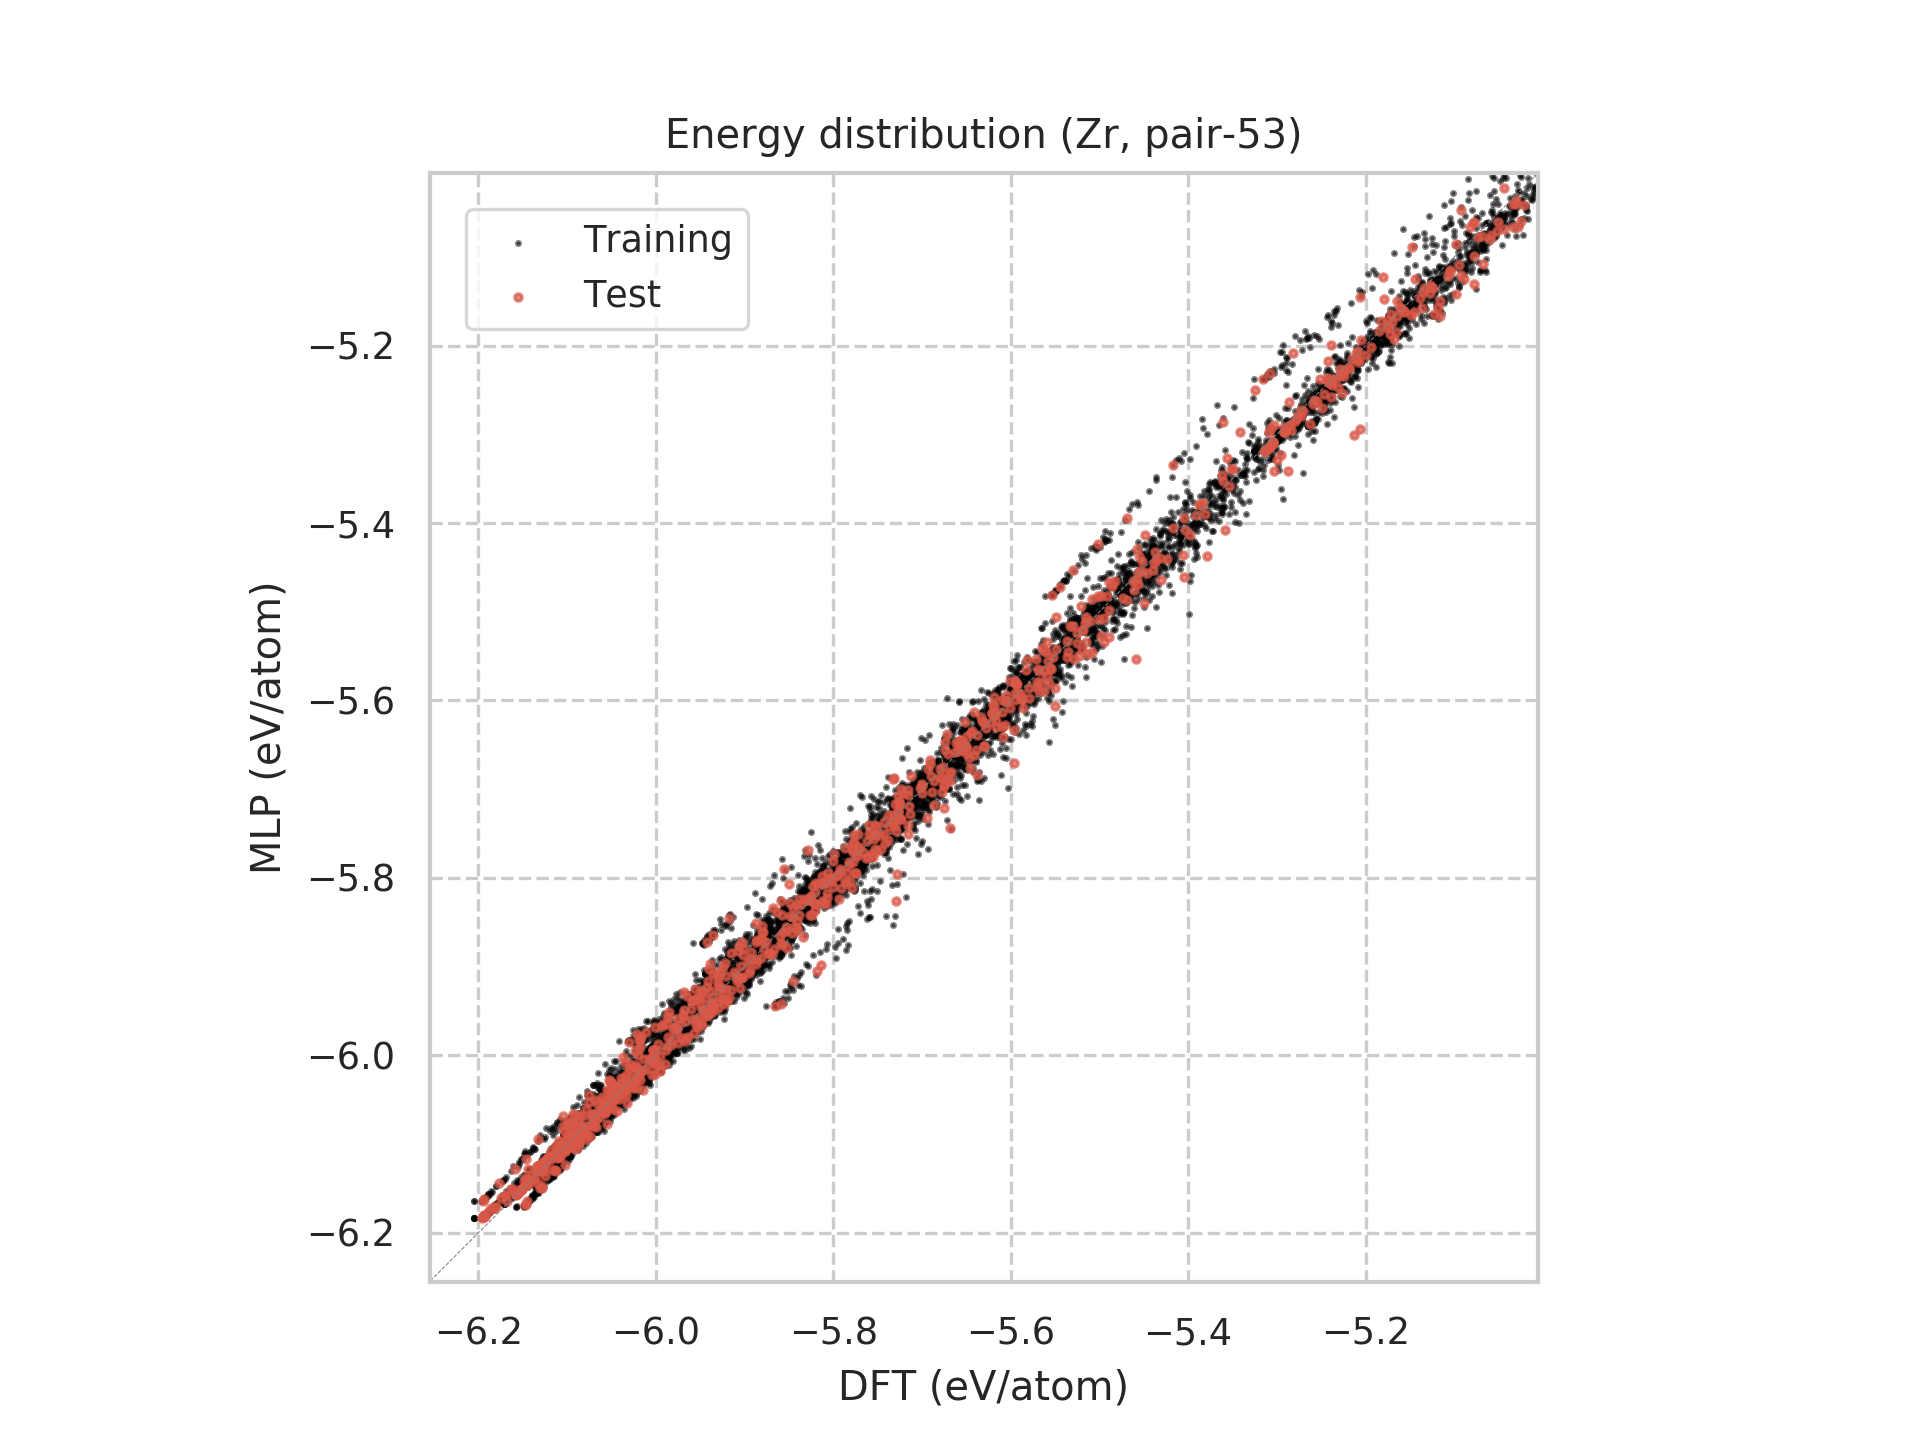 Energy distribution (Zr, pair-53)
Training
Test
MLP (eV/atom)
−5.2
−5.4
−5.6
−5.8
−6.0
−6.2
−6.2 −6.0 −5.8 −5.6 −5.4 −5.2
DFT (eV/atom)